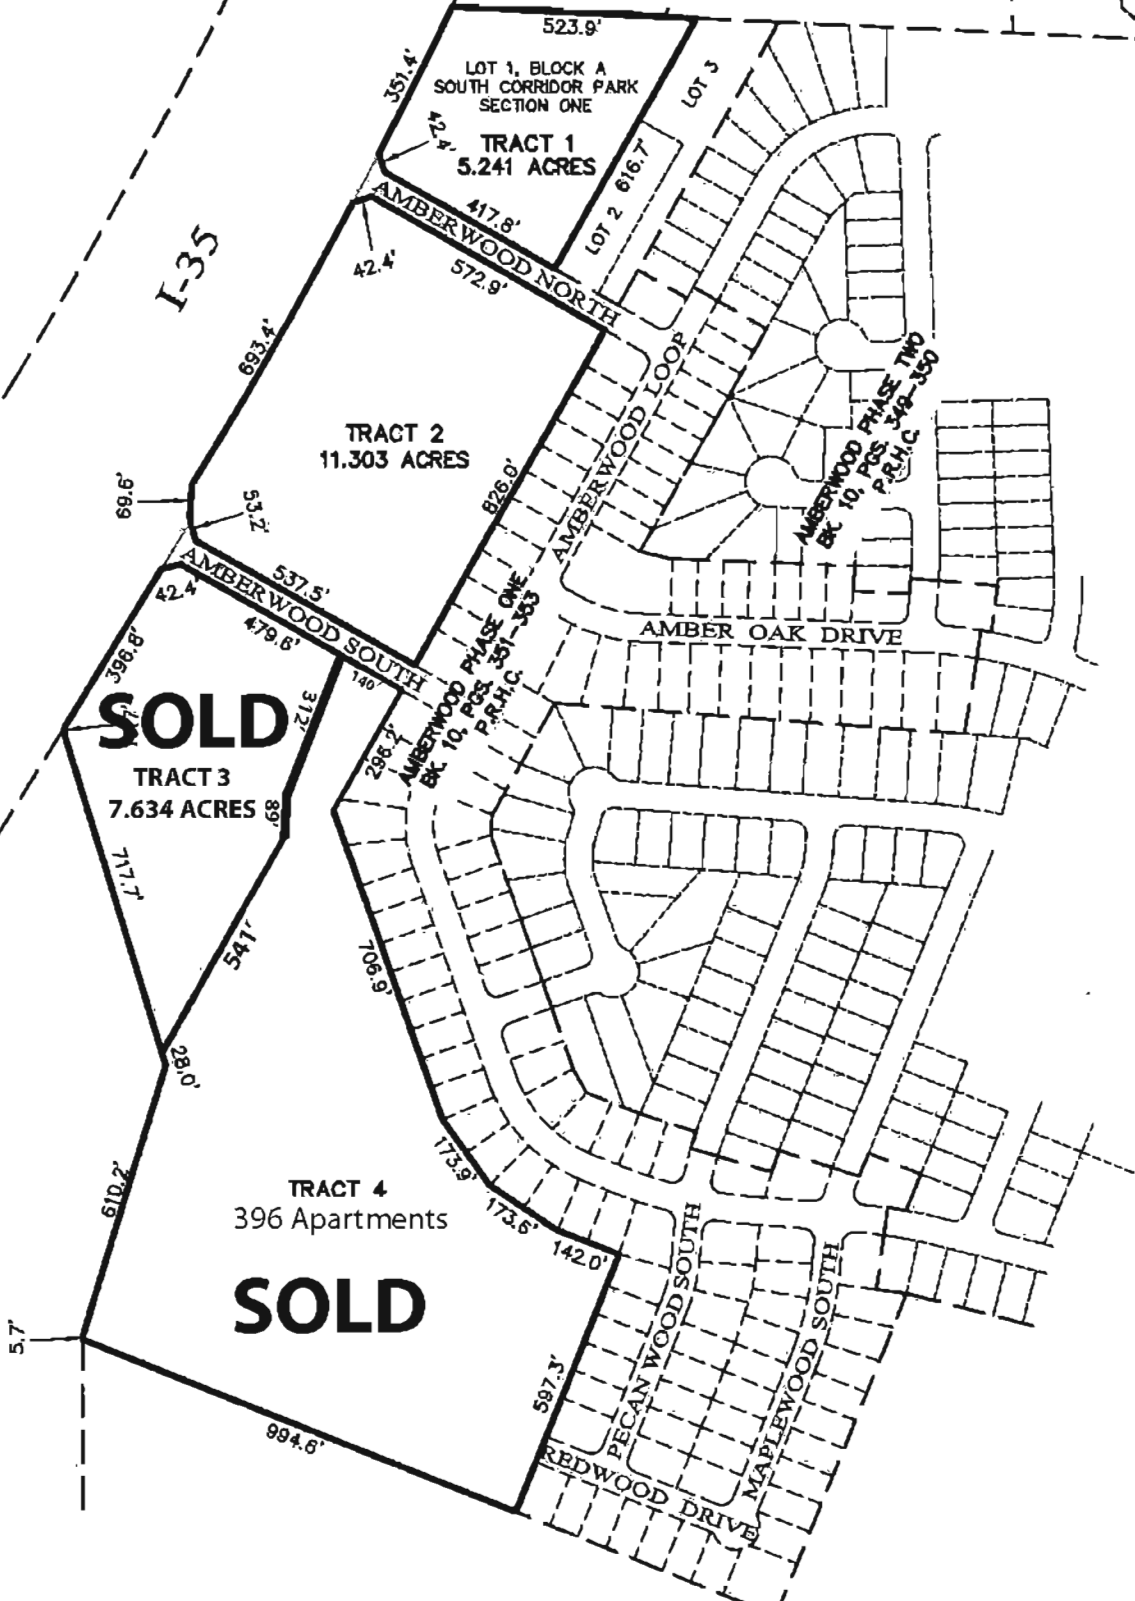 523.9'
351.4'
LOT 1, BLOCK A
SOUTH CORRIDOR PARK
SECTION ONE
TRACT 1
5.241 ACRES
42.4'
LOT 3
616.7'
LOT 2
417.8'
AMBERWOOD NORTH
42.4'
572.9'
I-35
693.4'
TRACT 2
11.303 ACRES
826.0'
AMBERWOOD LOOP
AMBERWOOD PHASE TWO
BK. 10, PGS. 349-350
P.R.H.C.
69.6'
53.2'
537.5'
AMBERWOOD SOUTH
42.4'
479.6'
140
AMBERWOOD PHASE ONE
BK. 10, PGS. 351-353
P.R.H.C.
AMBER OAK DRIVE
396.8'
312'
296.2'
SOLD
TRACT 3
7.634 ACRES
89'
717.7'
541'
706.9'
28.0'
610.2'
173.9'
173.6'
142.0'
TRACT 4
396 Apartments
SOLD
5.7'
994.6'
597.3'
PECAN WOOD SOUTH
MAPLEWOOD SOUTH
REDWOOD DRIVE